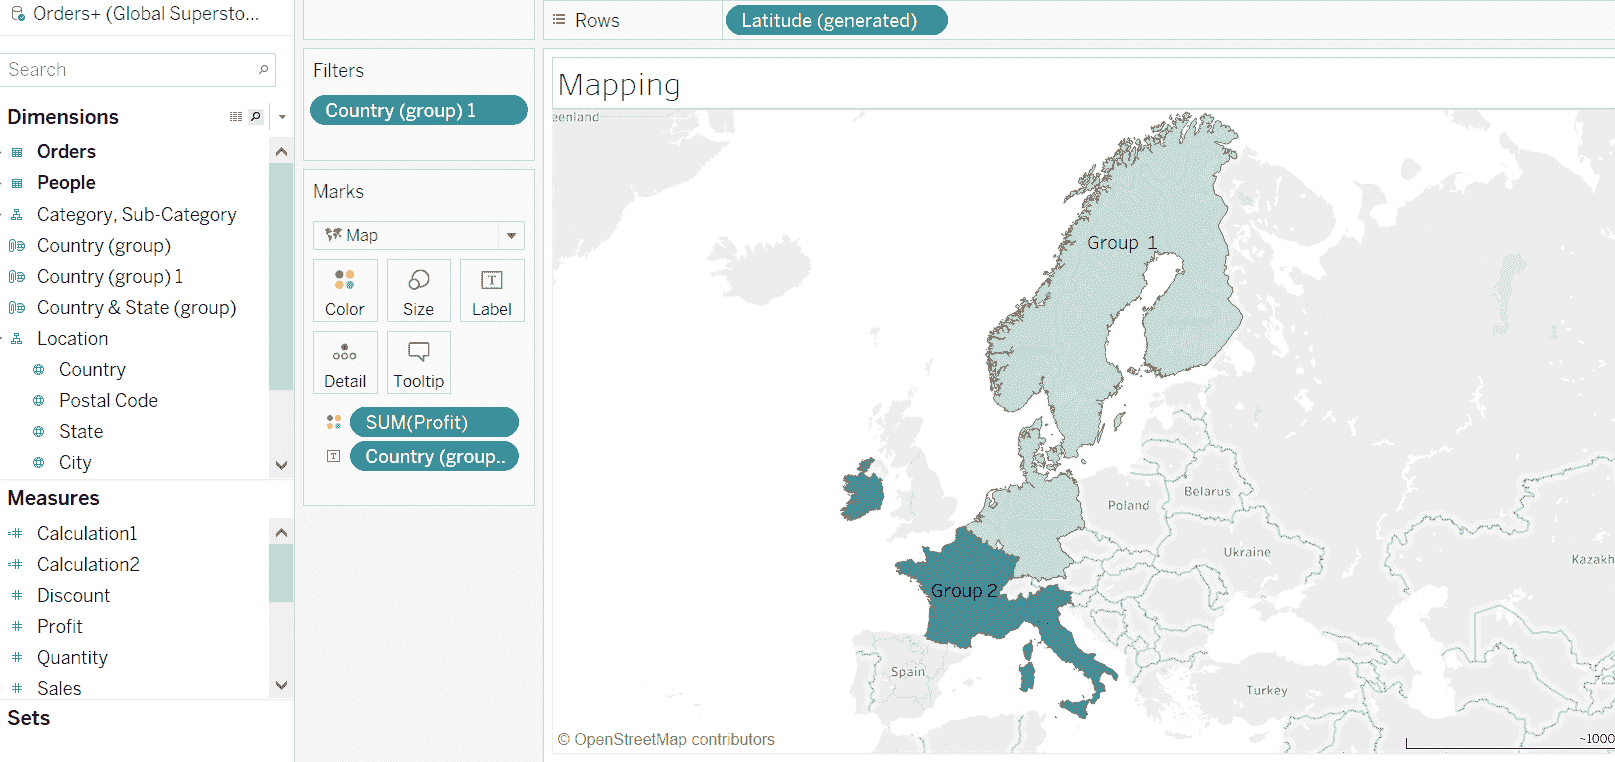 Orders+ (Global Supersto...
Search
Dimensions
Orders
People
Category, Sub-Category
Country (group)
Country (group) 1
Country & State (group)
Location
Country
Postal Code
State
City
Measures
Calculation1
Calculation2
Discount
Profit
Quantity
Sales
Sets
Filters
Country (group) 1
Marks
Map
Color
Size
T
Label
Detail
Tooltip
SUM(Profit)
T
Country (group..
Rows
Latitude (generated)
Mapping
eenland
Group 1
Poland
Belarus
Ukraine
Kazakh
Group 2
Spain
Turkey
© OpenStreetMap contributors
~1000